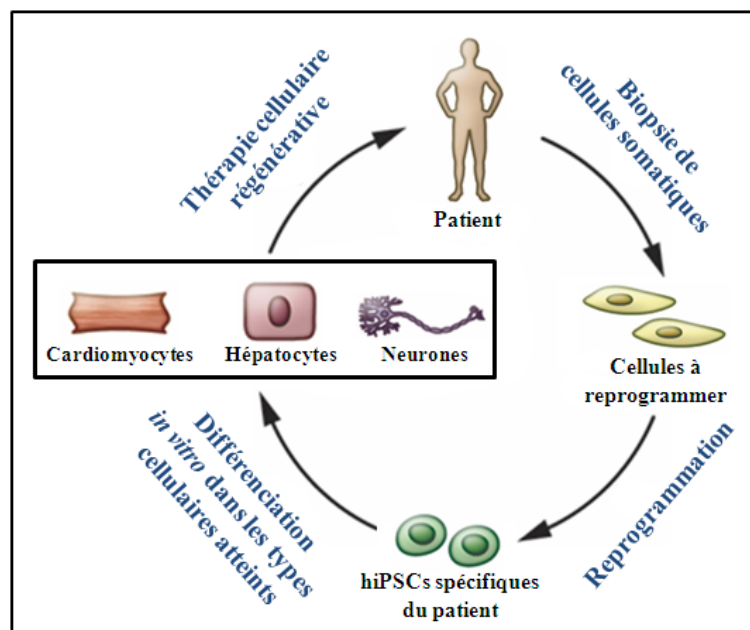 Thérapie cellulaire
régénérative
Patient
Biopsie de
cellules somatiques
Cardiomyocytes
Hépatocytes
Neurones
Cellules à
reprogrammer
Différenciation
in vitro dans les types
cellulaires atteints
Reprogrammation
hiPSCs spécifiques
du patient